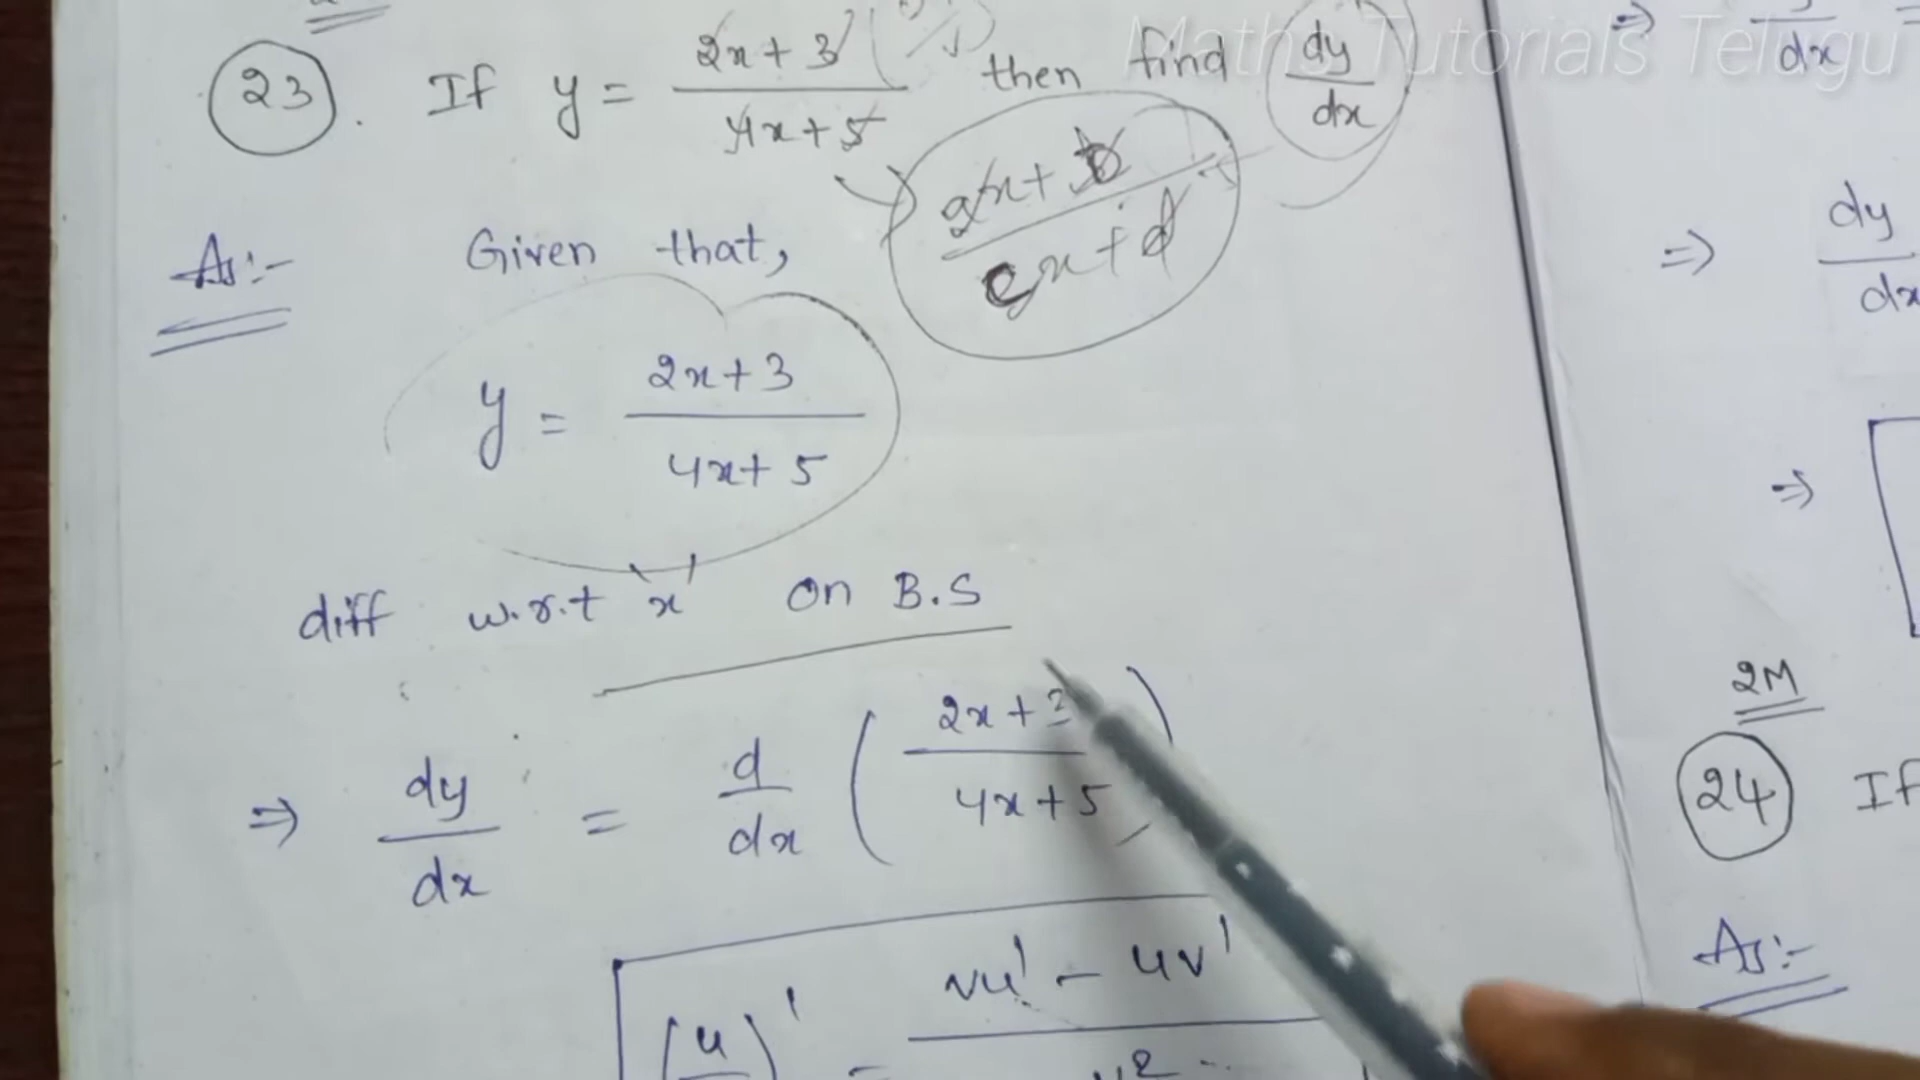 Maths Tutorials Telugu
23. If y = (2x + 3)/(4x + 5) then find dy/dx
(ax + b)/(cx + d)
As:- Given that,
y = (2x + 3)/(4x + 5)
diff w.r.t 'x' on B.S
⇒ dy/dx = d/dx ((2x + 3)/(4x + 5))
vu' - uv'
(u )' =
⇒ dx =
⇒ dy/dx
⇒
2M
24 If
As:-